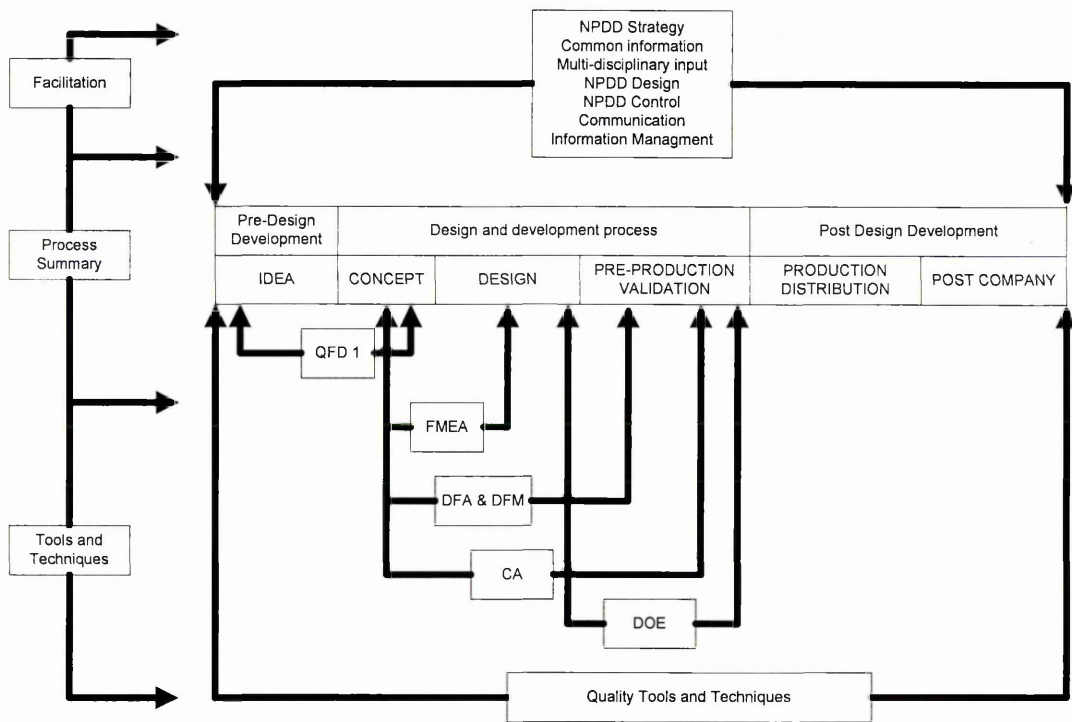 NPDD Strategy
Common information
Multi-disciplinary input
NPDD Design
NPDD Control
Communication
Information Managment
Facilitation
Process
Summary
Tools and
Techniques
Pre-Design
Development
Design and development process
Post Design Development
IDEA
CONCEPT
DESIGN
PRE-PRODUCTION
VALIDATION
PRODUCTION
DISTRIBUTION
POST COMPANY
QFD 1
FMEA
DFA & DFM
CA
DOE
Quality Tools and Techniques